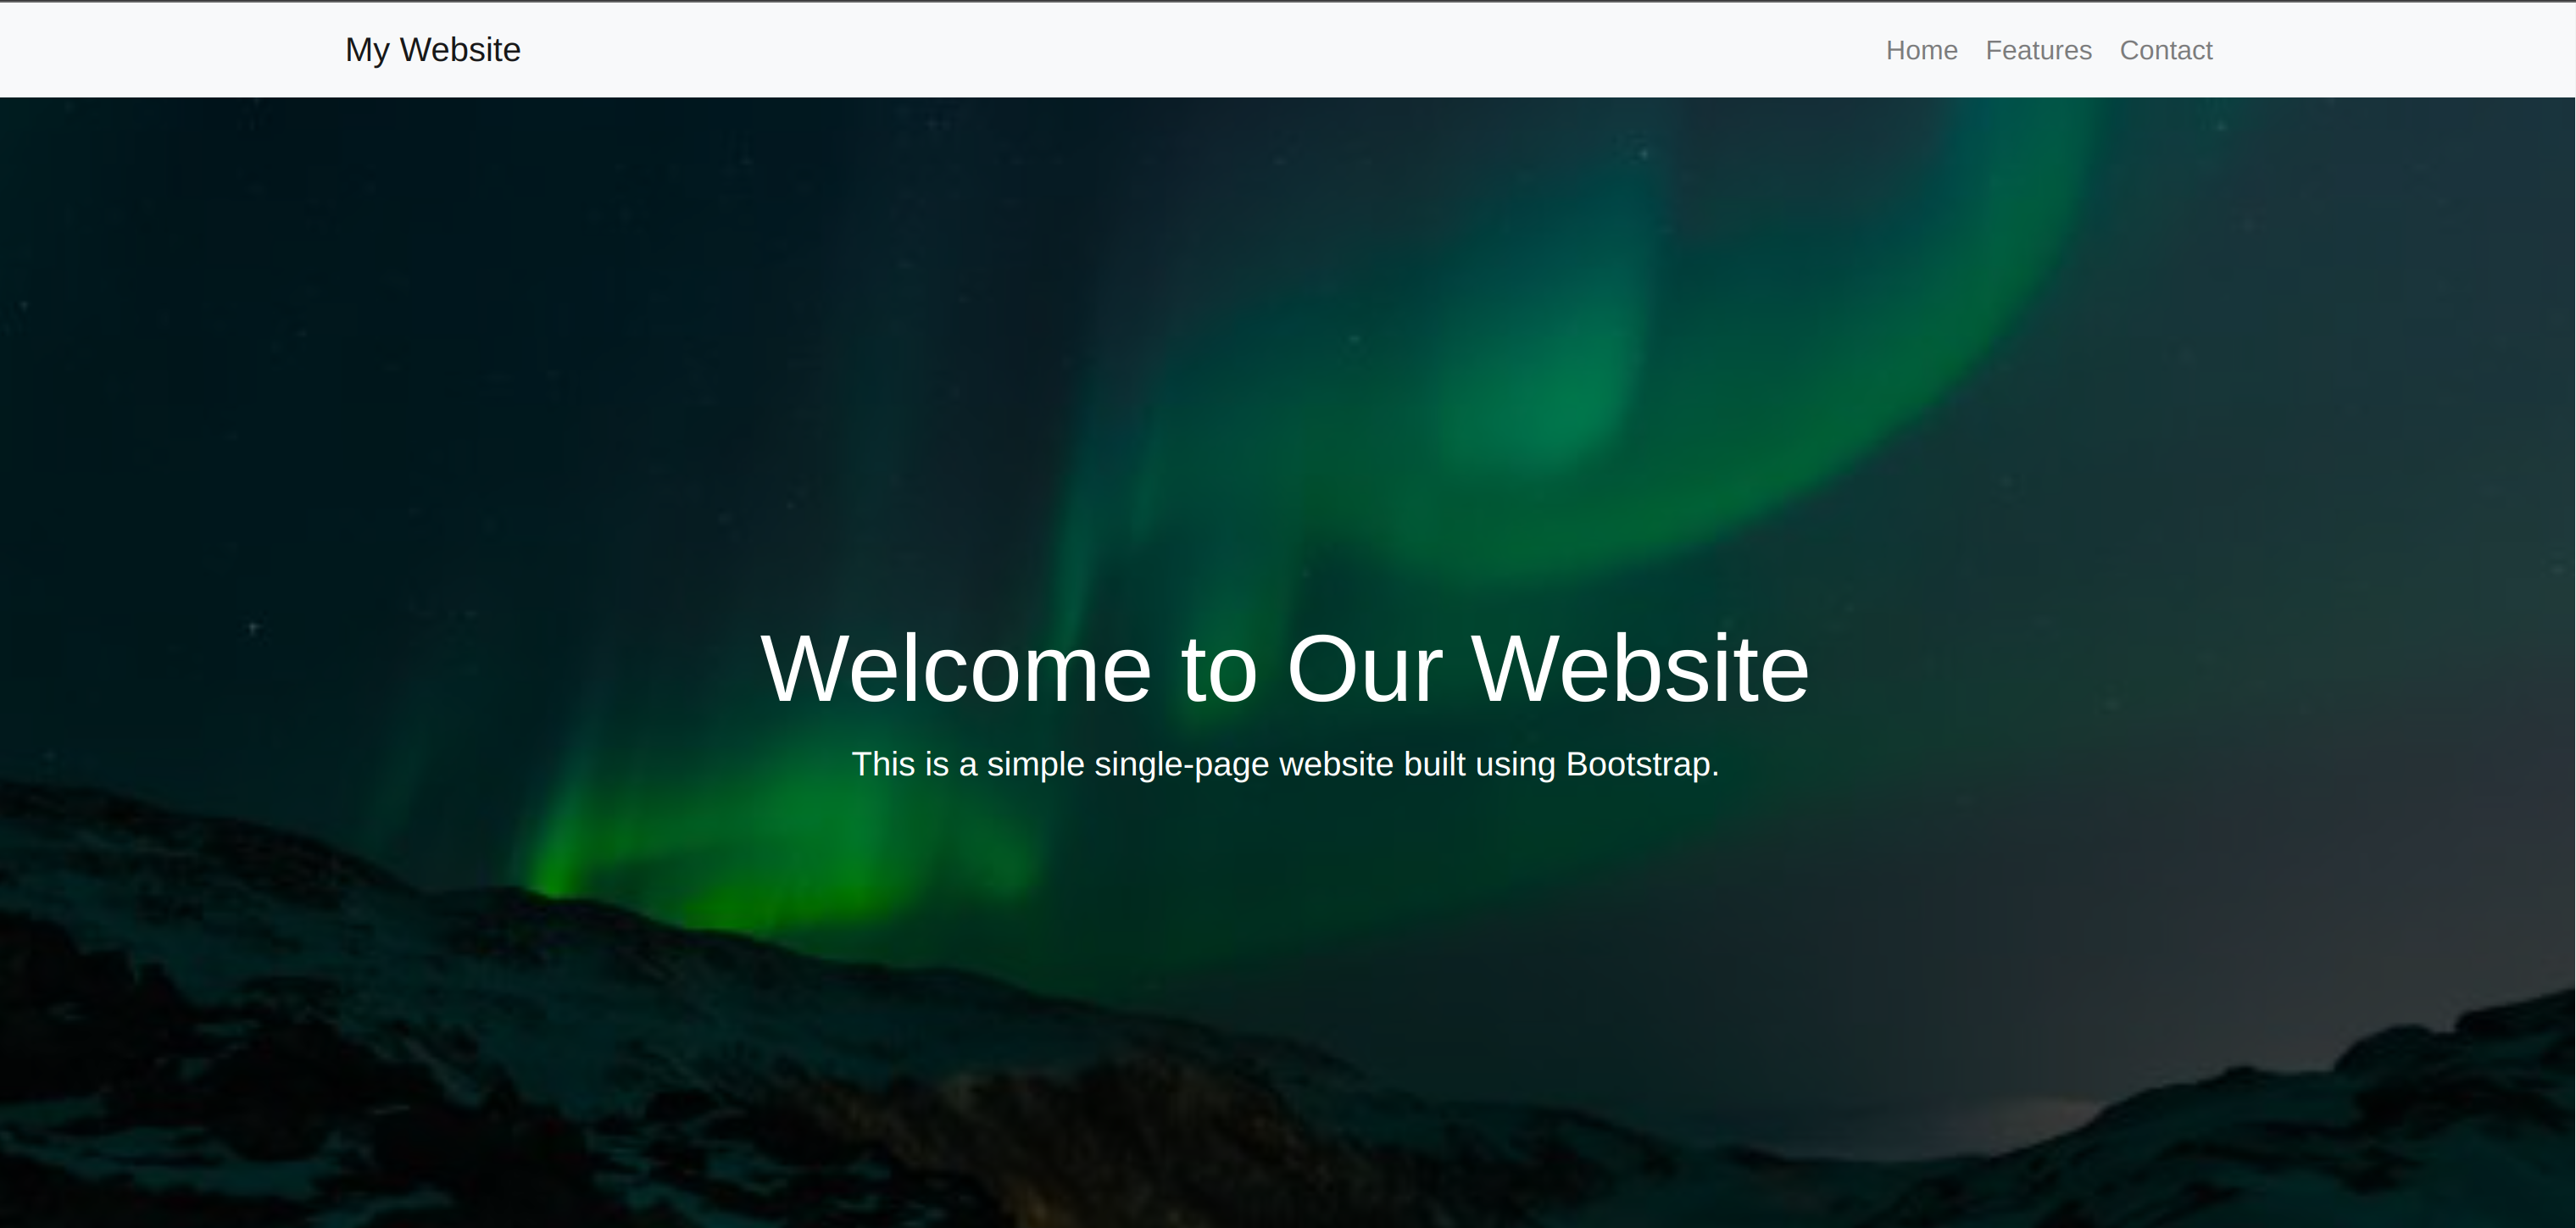 My Website
Home Features Contact
Welcome to Our Website
This is a simple single-page website built using Bootstrap.